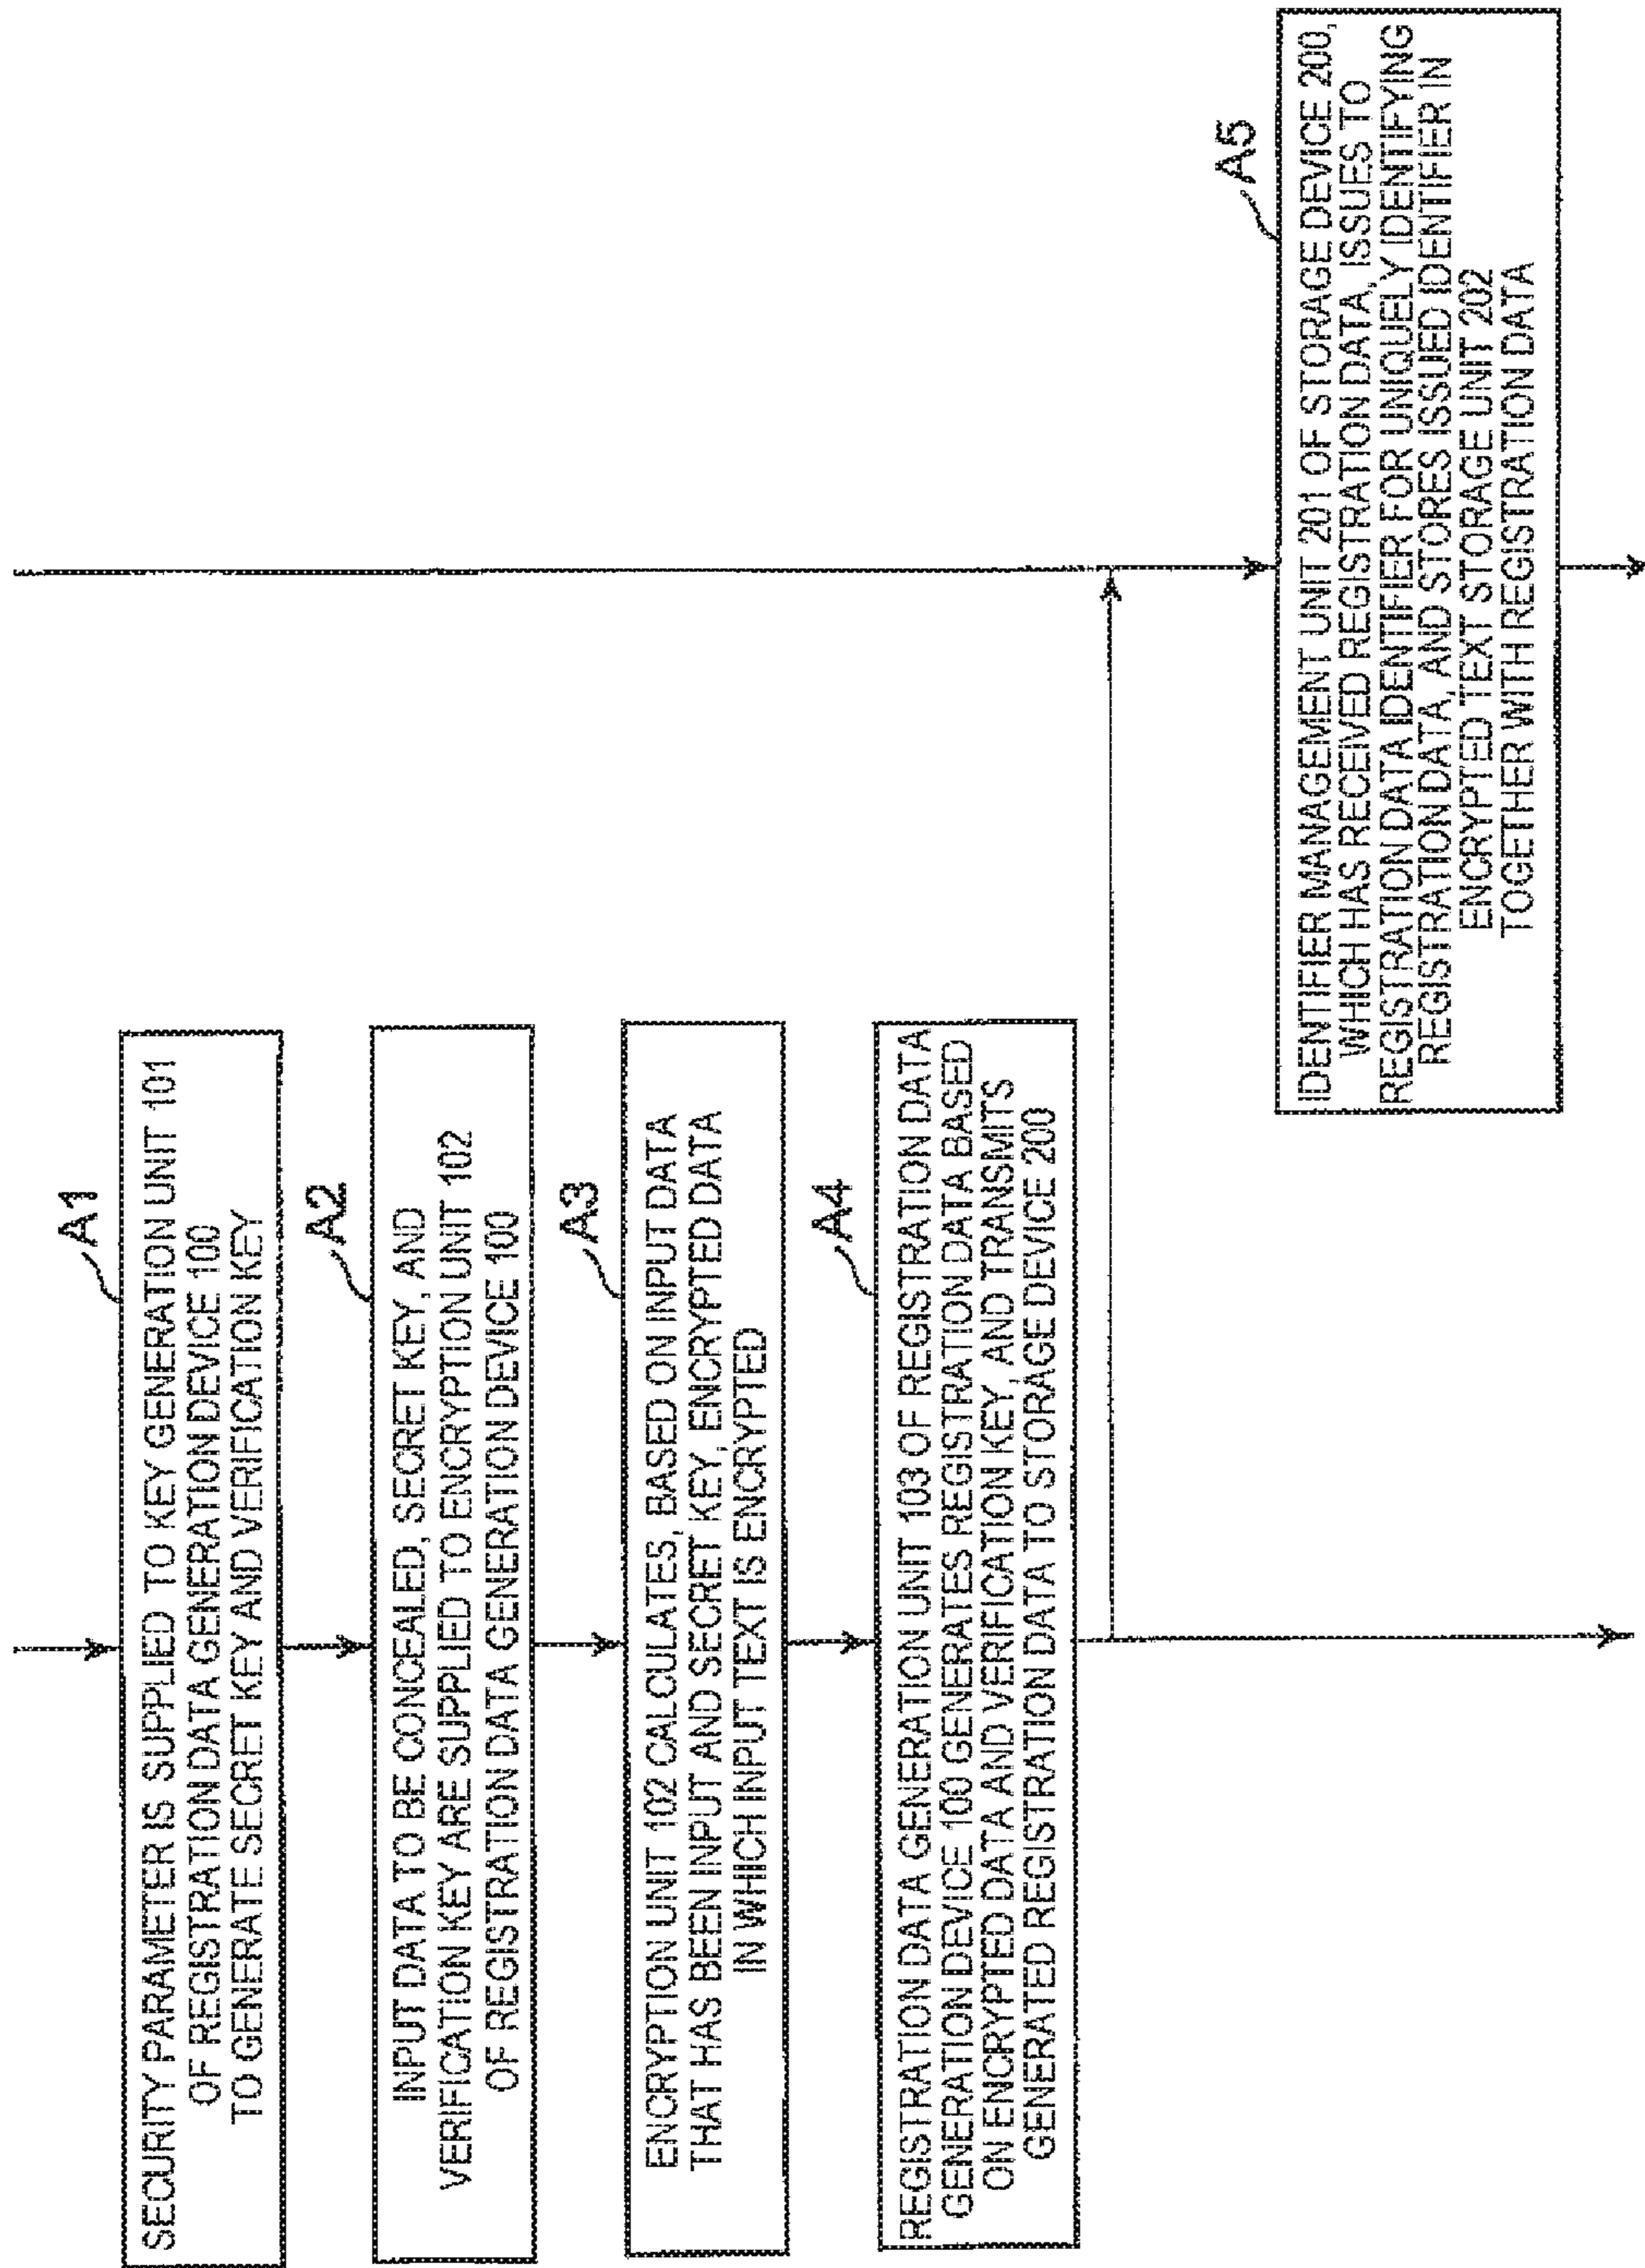 A1
SECURITY PARAMETER IS SUPPLIED TO KEY GENERATION UNIT 101
OF REGISTRATION DATA GENERATION DEVICE 100
TO GENERATE SECRET KEY AND VERIFICATION KEY
A2
INPUT DATA TO BE CONCEALED, SECRET KEY, AND
VERIFICATION KEY ARE SUPPLIED TO ENCRYPTION UNIT 102
OF REGISTRATION DATA GENERATION DEVICE 100
A3
ENCRYPTION UNIT 102 CALCULATES, BASED ON INPUT DATA
THAT HAS BEEN INPUT AND SECRET KEY, ENCRYPTED DATA
IN WHICH INPUT TEXT IS ENCRYPTED
A4
REGISTRATION DATA GENERATION UNIT 103 OF REGISTRATION DATA
GENERATION DEVICE 100 GENERATES REGISTRATION DATA BASED
ON ENCRYPTED DATA AND VERIFICATION KEY, AND TRANSMITS
GENERATED REGISTRATION DATA TO STORAGE DEVICE 200
A5
IDENTIFIER MANAGEMENT UNIT 201 OF STORAGE DEVICE 200,
WHICH HAS RECEIVED REGISTRATION DATA, ISSUES TO
REGISTRATION DATA IDENTIFIER FOR UNIQUELY IDENTIFYING
REGISTRATION DATA, AND STORES ISSUED IDENTIFIER IN
ENCRYPTED TEXT STORAGE UNIT 202
TOGETHER WITH REGISTRATION DATA